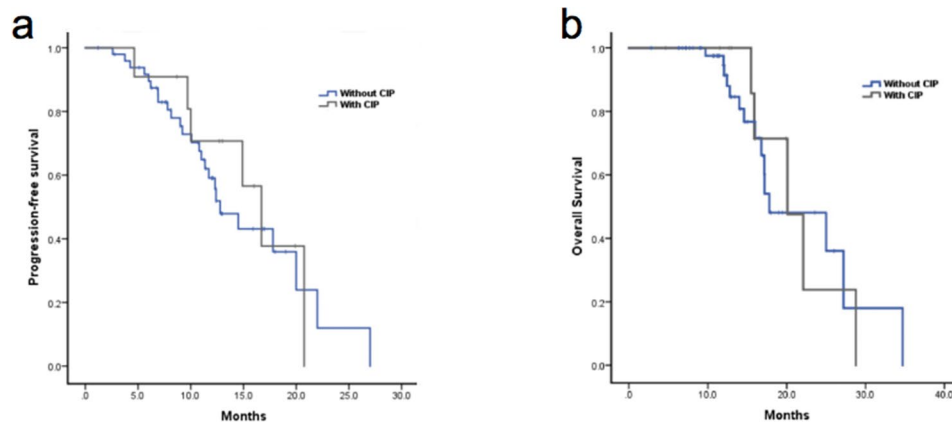 a
Progression-free survival
1.0
0.8
0.6
0.4
0.2
0.0
Without CIP
With CIP
.0 5.0 10.0 15.0 20.0 25.0 30.0
Months
b
Overall Survival
1.0
0.8
0.6
0.4
0.2
0.0
Without CIP
With CIP
.0 10.0 20.0 30.0 40.0
Months